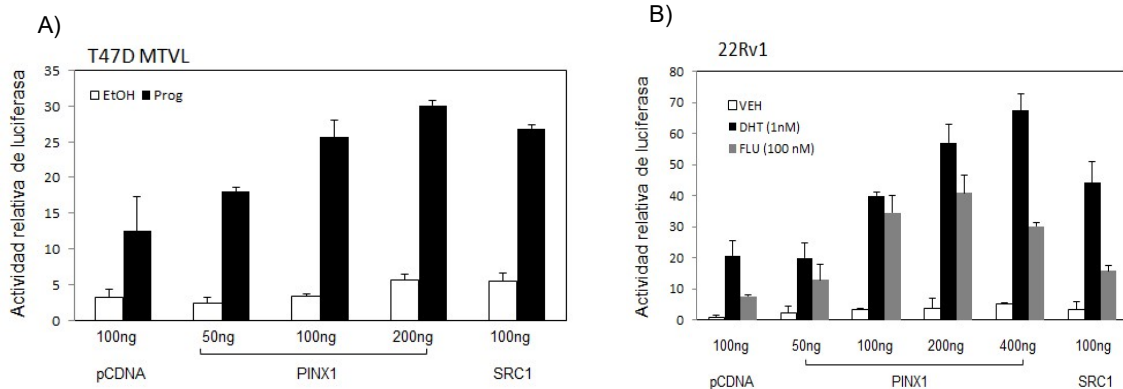 A)
T47D MTVL
Actividad relativa de luciferasa
35
30
25
20
15
10
5
0
EtOH Prog
100ng 50ng 100ng 200ng 100ng
pCDNA PINX1 SRC1
B)
22Rv1
Actividad relativa de luciferasa
80
70
60
50
40
30
20
10
0
VEH
DHT (1nM)
FLU (100 nM)
100ng 50ng 100ng 200ng 400ng 100ng
pCDNA PINX1 SRC1